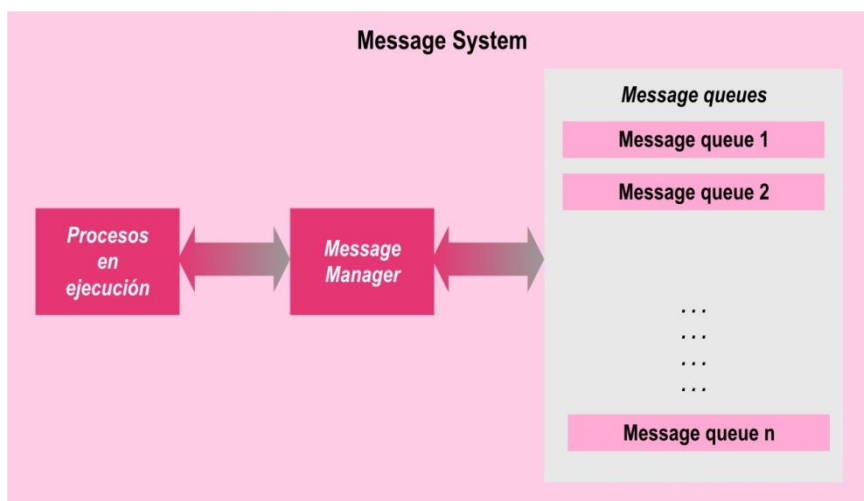 Message System
Procesos
en
ejecución
Message
Manager
Message queues
Message queue 1
Message queue 2
. . .
. . .
. . .
. . .
Message queue n